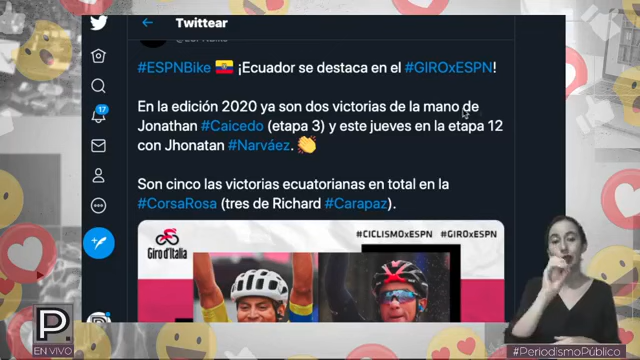 Twittear
#ESPNBike ¡Ecuador se destaca en el #GIROxESPN!
17
En la edición 2020 ya son dos victorias de la mano de
Jonathan #Caicedo (etapa 3) y este jueves en la etapa 12
con Jhonatan #Narváez.
Son cinco las victorias ecuatorianas en total en la
#CorsaRosa (tres de Richard #Carapaz).
Giro d'Italia
#CICLISMOxESPN #GIROxESPN
P.
EN VIVO
#PeriodismoPúblico